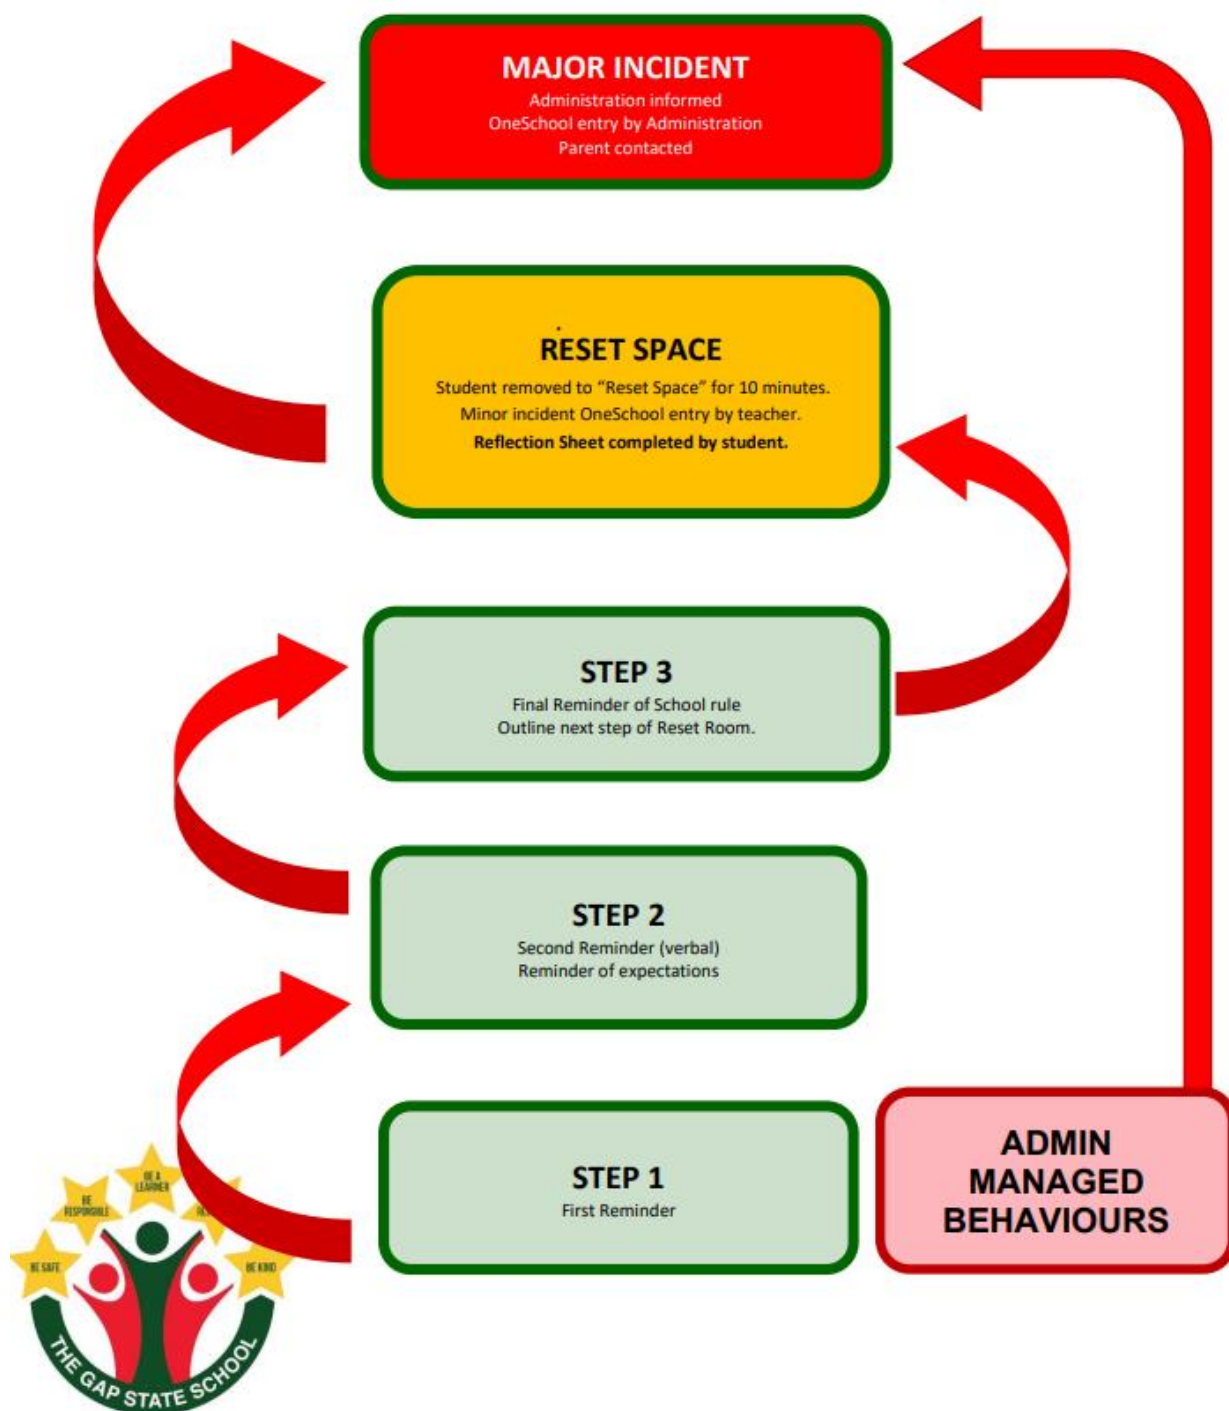 MAJOR INCIDENT
Administration informed
OneSchool entry by Administration
Parent contacted
RESET SPACE
Student removed to “Reset Space” for 10 minutes.
Minor incident OneSchool entry by teacher.
Reflection Sheet completed by student.
STEP 3
Final Reminder of School rule
Outline next step of Reset Room.
STEP 2
Second Reminder (verbal)
Reminder of expectations
STEP 1
First Reminder
ADMIN
MANAGED
BEHAVIOURS
BE A
LEARNER
BE
RESPONSIBLE
BE SAFE
BE KIND
THE GAP STATE SCHOOL